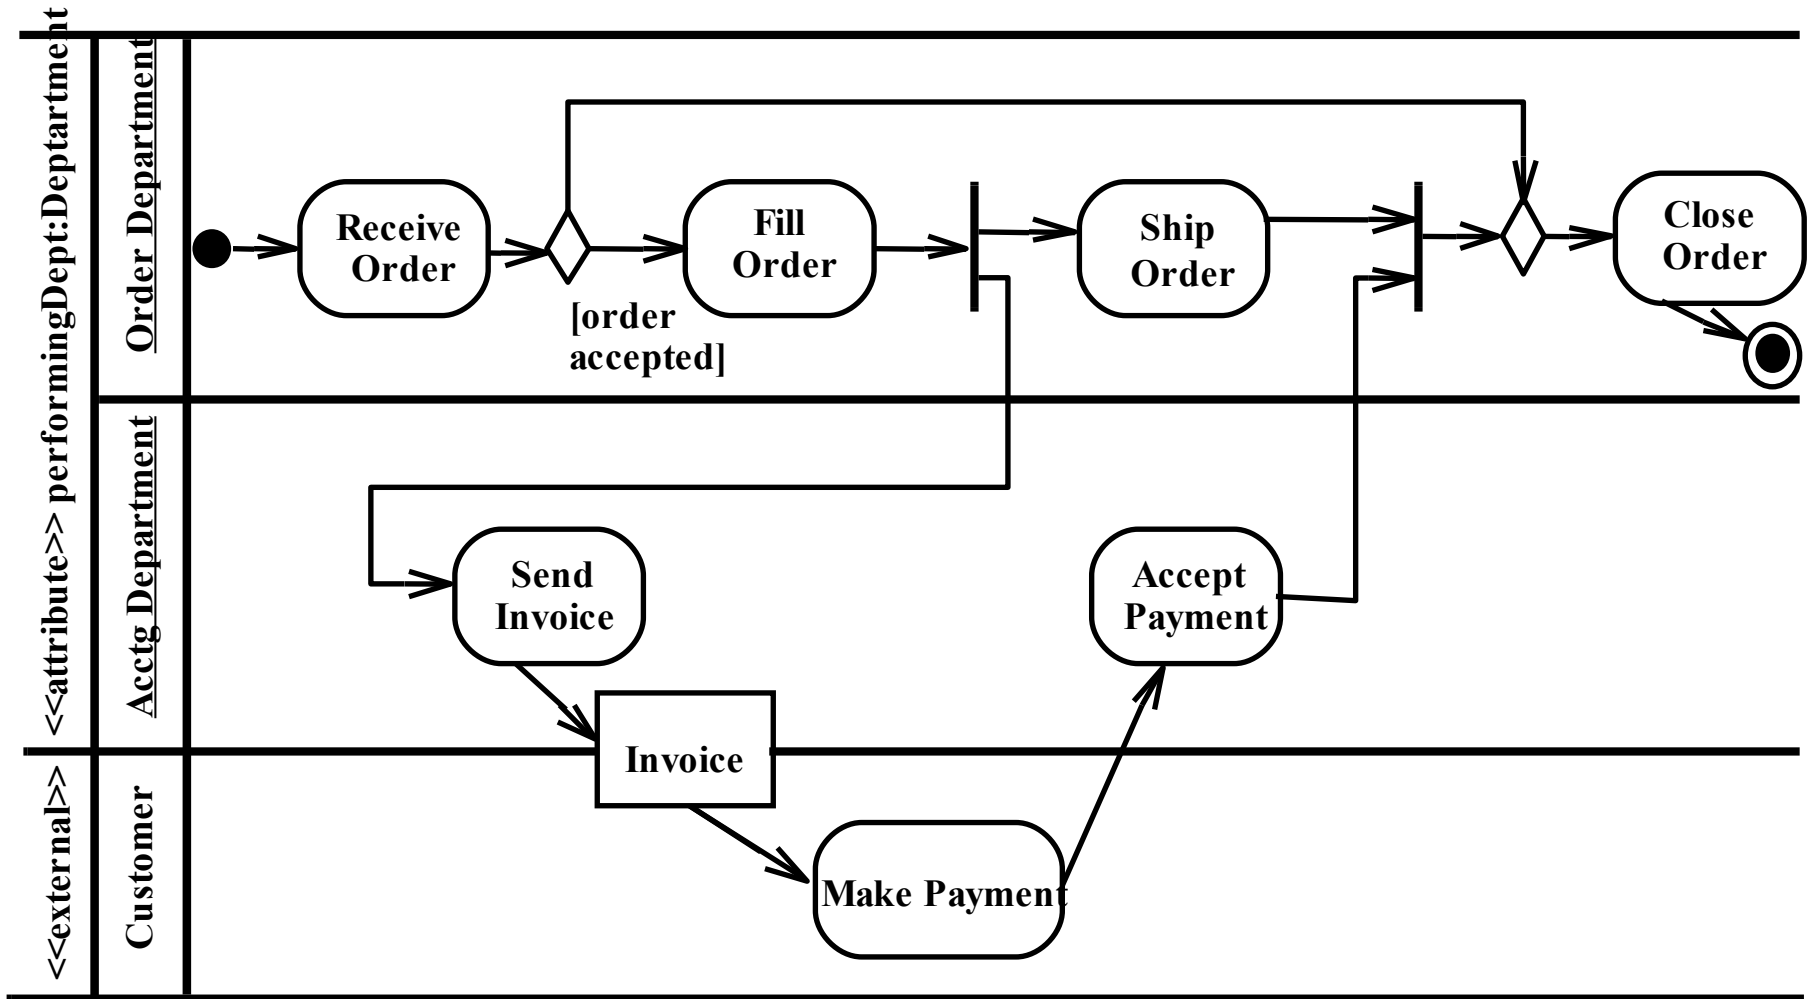 <<attribute>> performingDept:Deptartment
Order Department
Receive
Order
[order
accepted]
Fill
Order
Ship
Order
Close
Order
Acctg Department
Send
Invoice
Accept
Payment
Invoice
<<external>>
Customer
Make Payment